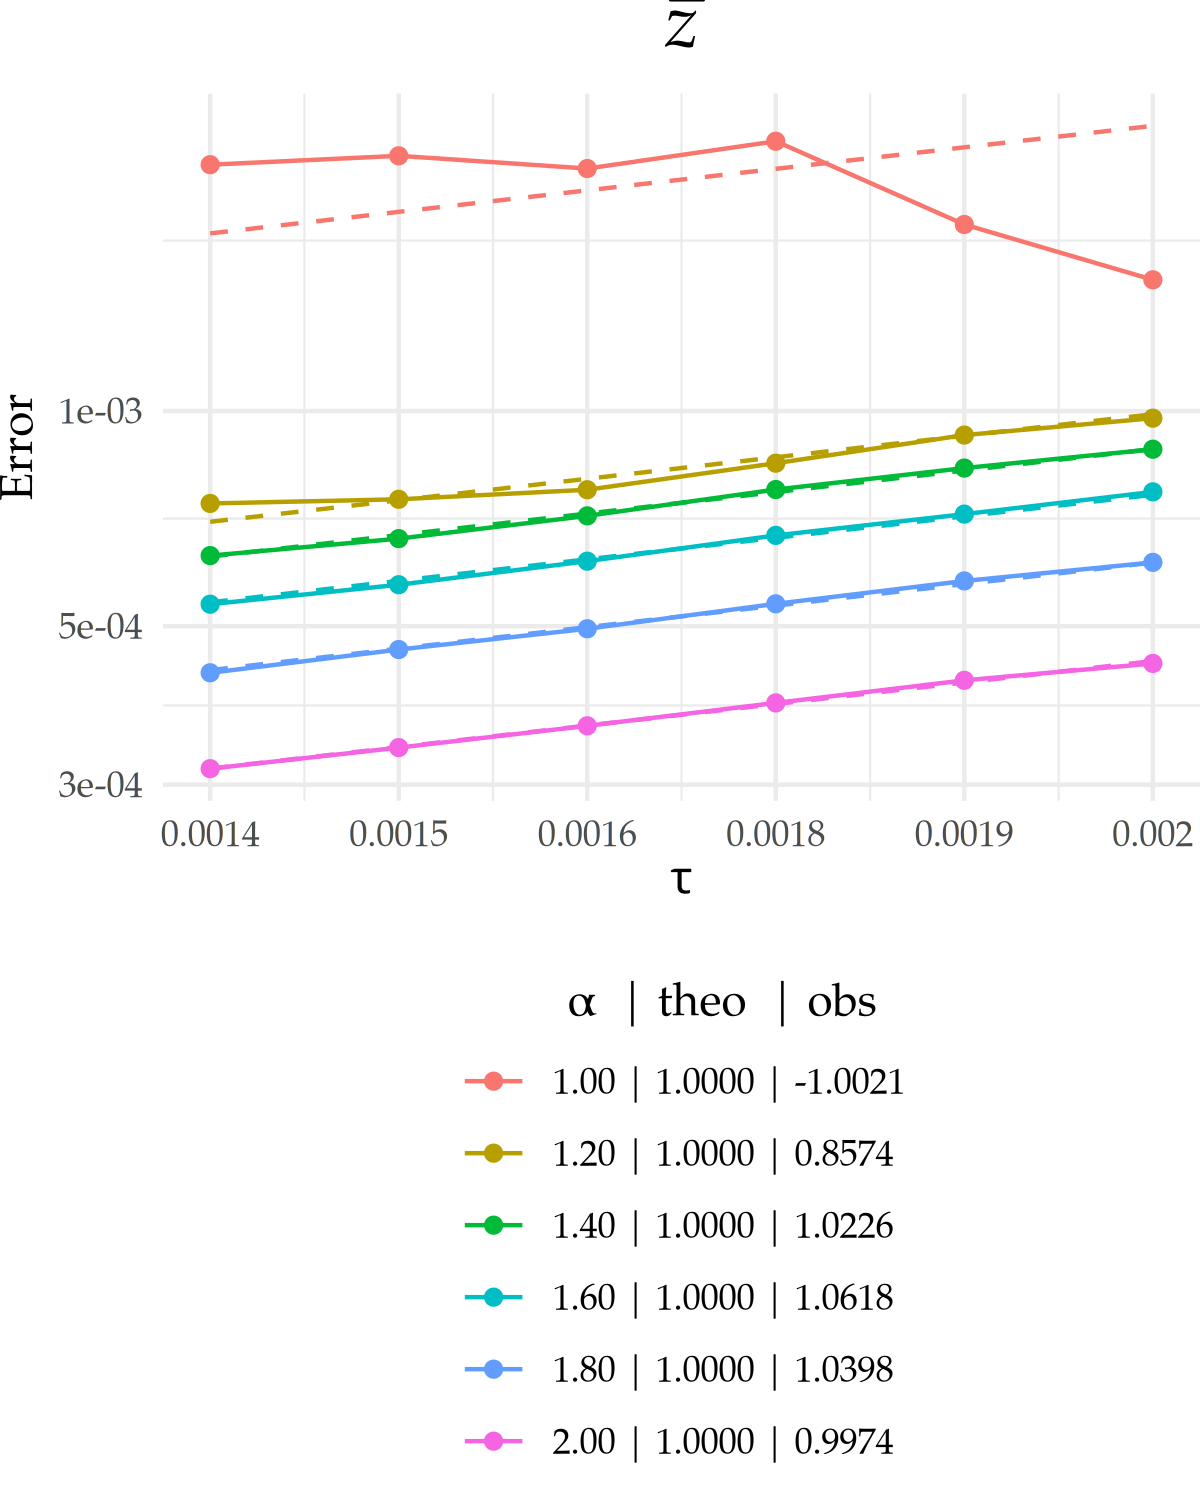 z̅
Error
1e-03
5e-04
3e-04
0.0014 0.0015 0.0016 0.0018 0.0019 0.002
τ
α | theo | obs
1.00 | 1.0000 | -1.0021
1.20 | 1.0000 | 0.8574
1.40 | 1.0000 | 1.0226
1.60 | 1.0000 | 1.0618
1.80 | 1.0000 | 1.0398
2.00 | 1.0000 | 0.9974